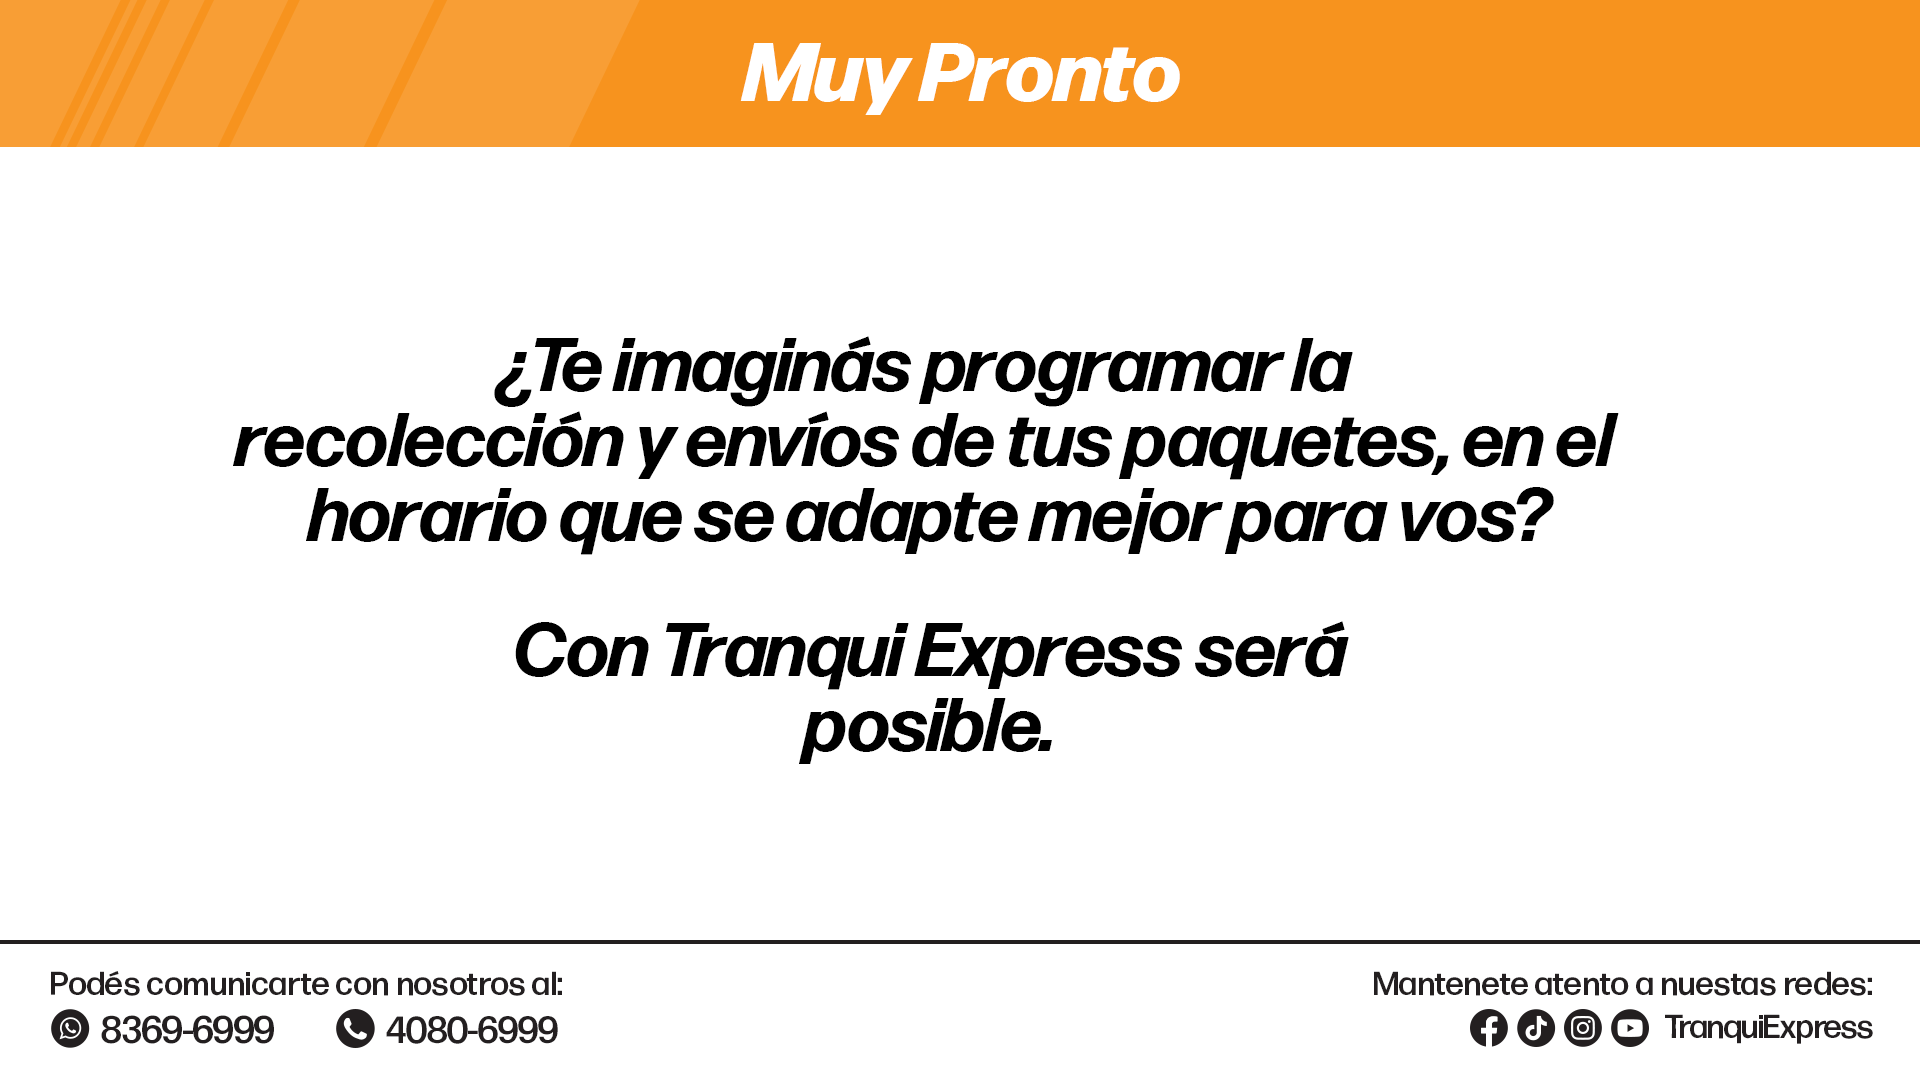 Muy Pronto
¿Te imaginás programar la
recolección y envíos de tus paquetes, en el
horario que se adapte mejor para vos?
Con Tranqui Express será
posible.
Podés comunicarte con nosotros al:
8369-6999 4080-6999
Mantenete atento a nuestas redes:
TranquiExpress